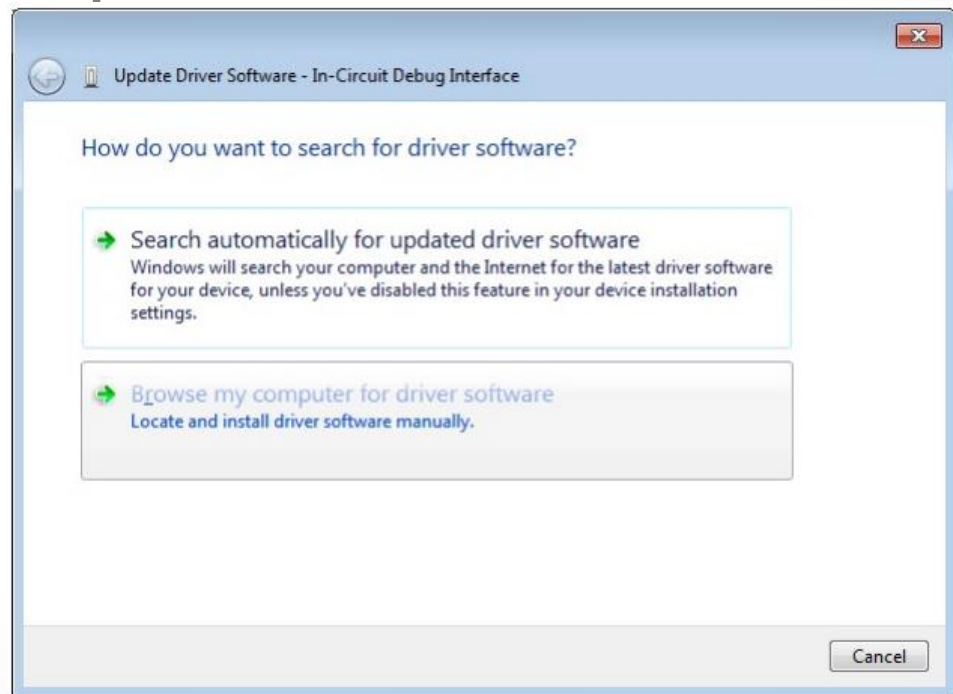 Update Driver Software - In-Circuit Debug Interface
How do you want to search for driver software?
Search automatically for updated driver software
Windows will search your computer and the Internet for the latest driver software
for your device, unless you've disabled this feature in your device installation
settings.
Browse my computer for driver software
Locate and install driver software manually.
Cancel